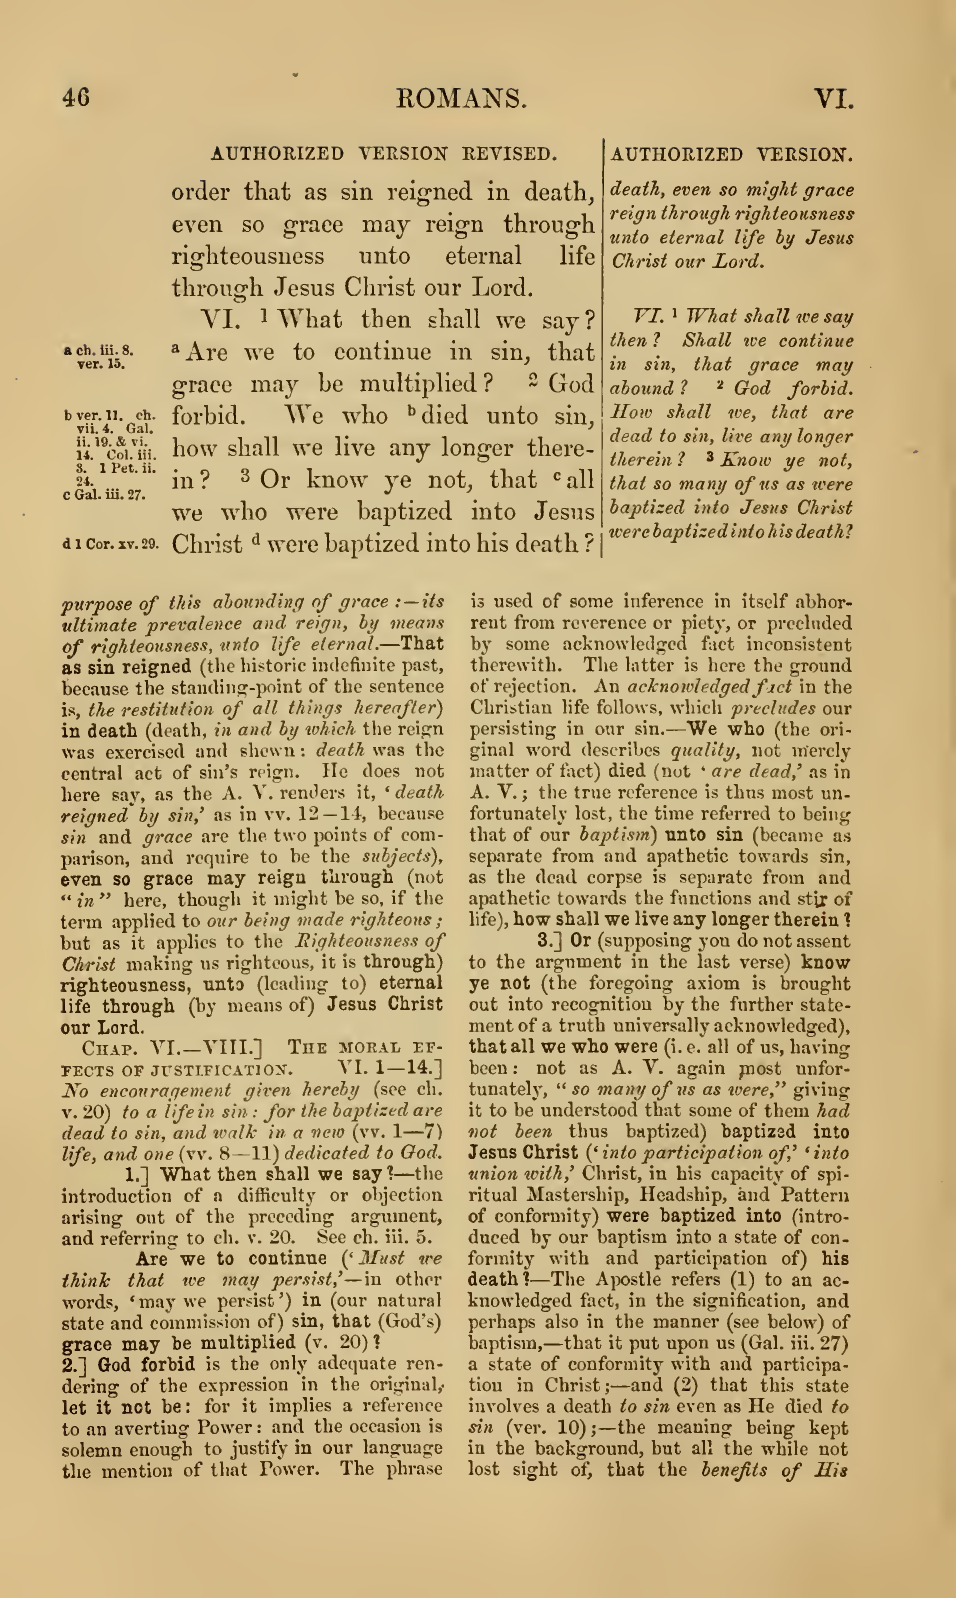 46
ROMANS.
VI.
AUTHORIZED VERSION REVISED.
order that as sin reigned in death,
even so grace may reign through
righteousness unto eternal life
through Jesus Christ our Lord.
VI. 1 What then shall we say?
a Are we to continue in sin, that
grace may be multiplied? 2 God
forbid. We who b died unto sin,
how shall we live any longer there-
in? 3 Or know ye not, that c all
we who were baptized into Jesus
Christ d were baptized into his death?
a ch. iii. 8.
ver. 15.
b ver. 11. ch.
vii. 4. Gal.
ii. 19. & vi.
14. Col. iii.
3. 1 Pet. ii.
24.
c Gal. iii. 27.
d 1 Cor. xv. 29.
AUTHORIZED VERSION.
death, even so might grace
reign through righteousness
unto eternal life by Jesus
Christ our Lord.
VI. 1 What shall we say
then? Shall we continue
in sin, that grace may
abound? 2 God forbid.
How shall we, that are
dead to sin, live any longer
therein? 3 Know ye not,
that so many of us as were
baptized into Jesus Christ
were baptized into his death?
purpose of this abounding of grace:—its
ultimate prevalence and reign, by means
of righteousness, unto life eternal.—That
as sin reigned (the historic indefinite past,
because the standing-point of the sentence
is, the restitution of all things hereafter)
in death (death, in and by which the reign
was exercised and shewn: death was the
central act of sin's reign. He does not
here say, as the A. V. renders it, 'death
reigned by sin,' as in vv. 12—14, because
sin and grace are the two points of com-
parison, and require to be the subjects),
even so grace may reign through (not
"in" here, though it might be so, if the
term applied to our being made righteous;
but as it applies to the Righteousness of
Christ making us righteous, it is through)
righteousness, unto (leading to) eternal
life through (by means of) Jesus Christ
our Lord.
CHAP. VI.—VIII.] THE MORAL EF-
FECTS OF JUSTIFICATION. VI. 1—14.]
No encouragement given hereby (see ch.
v. 20) to a life in sin: for the baptized are
dead to sin, and walk in a new (vv. 1—7)
life, and one (vv. 8—11) dedicated to God.
1.] What then shall we say?—the
introduction of a difficulty or objection
arising out of the preceding argument,
and referring to ch. v. 20. See ch. iii. 5.
Are we to continue ('Must we
think that we may persist,'—in other
words, 'may we persist') in (our natural
state and commission of) sin, that (God's)
grace may be multiplied (v. 20)?
2.] God forbid is the only adequate ren-
dering of the expression in the original,
let it not be: for it implies a reference
to an averting Power: and the occasion is
solemn enough to justify in our language
the mention of that Power. The phrase
is used of some inference in itself abhor-
rent from reverence or piety, or precluded
by some acknowledged fact inconsistent
therewith. The latter is here the ground
of rejection. An acknowledged fact in the
Christian life follows, which precludes our
persisting in our sin.—We who (the ori-
ginal word describes quality, not merely
matter of fact) died (not 'are dead,' as in
A. V.; the true reference is thus most un-
fortunately lost, the time referred to being
that of our baptism) unto sin (became as
separate from and apathetic towards sin,
as the dead corpse is separate from and
apathetic towards the functions and stir of
life), how shall we live any longer therein?
3.] Or (supposing you do not assent
to the argument in the last verse) know
ye not (the foregoing axiom is brought
out into recognition by the further state-
ment of a truth universally acknowledged),
that all we who were (i. e. all of us, having
been: not as A. V. again most unfor-
tunately, "so many of us as were," giving
it to be understood that some of them had
not been thus baptized) baptized into
Jesus Christ ('into participation of,' 'into
union with,' Christ, in his capacity of spi-
ritual Mastership, Headship, and Pattern
of conformity) were baptized into (intro-
duced by our baptism into a state of con-
formity with and participation of) his
death?—The Apostle refers (1) to an ac-
knowledged fact, in the signification, and
perhaps also in the manner (see below) of
baptism,—that it put upon us (Gal. iii. 27)
a state of conformity with and participa-
tion in Christ;—and (2) that this state
involves a death to sin even as He died to
sin (ver. 10);—the meaning being kept
in the background, but all the while not
lost sight of, that the benefits of His